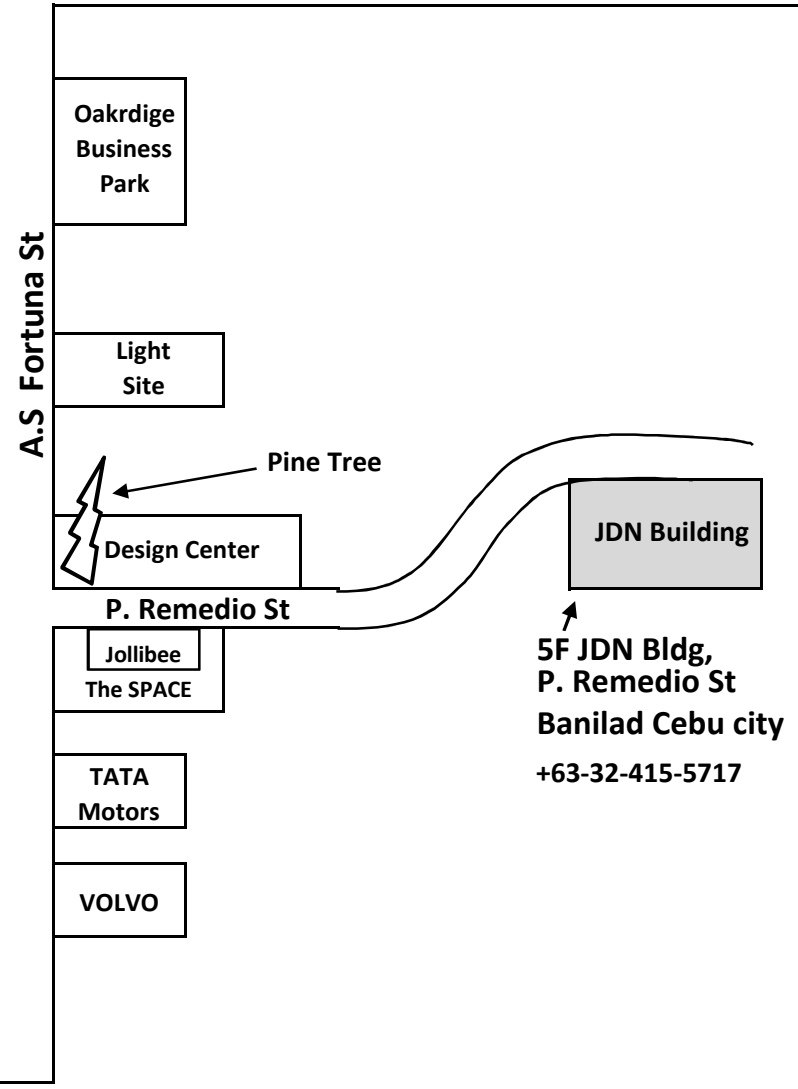 Oakrdige
Business
Park
A.S Fortuna St
Light
Site
Pine Tree
Design Center
JDN Building
P. Remedio St
Jollibee
The SPACE
5F JDN Bldg,
P. Remedio St
Banilad Cebu city
+63-32-415-5717
TATA
Motors
VOLVO